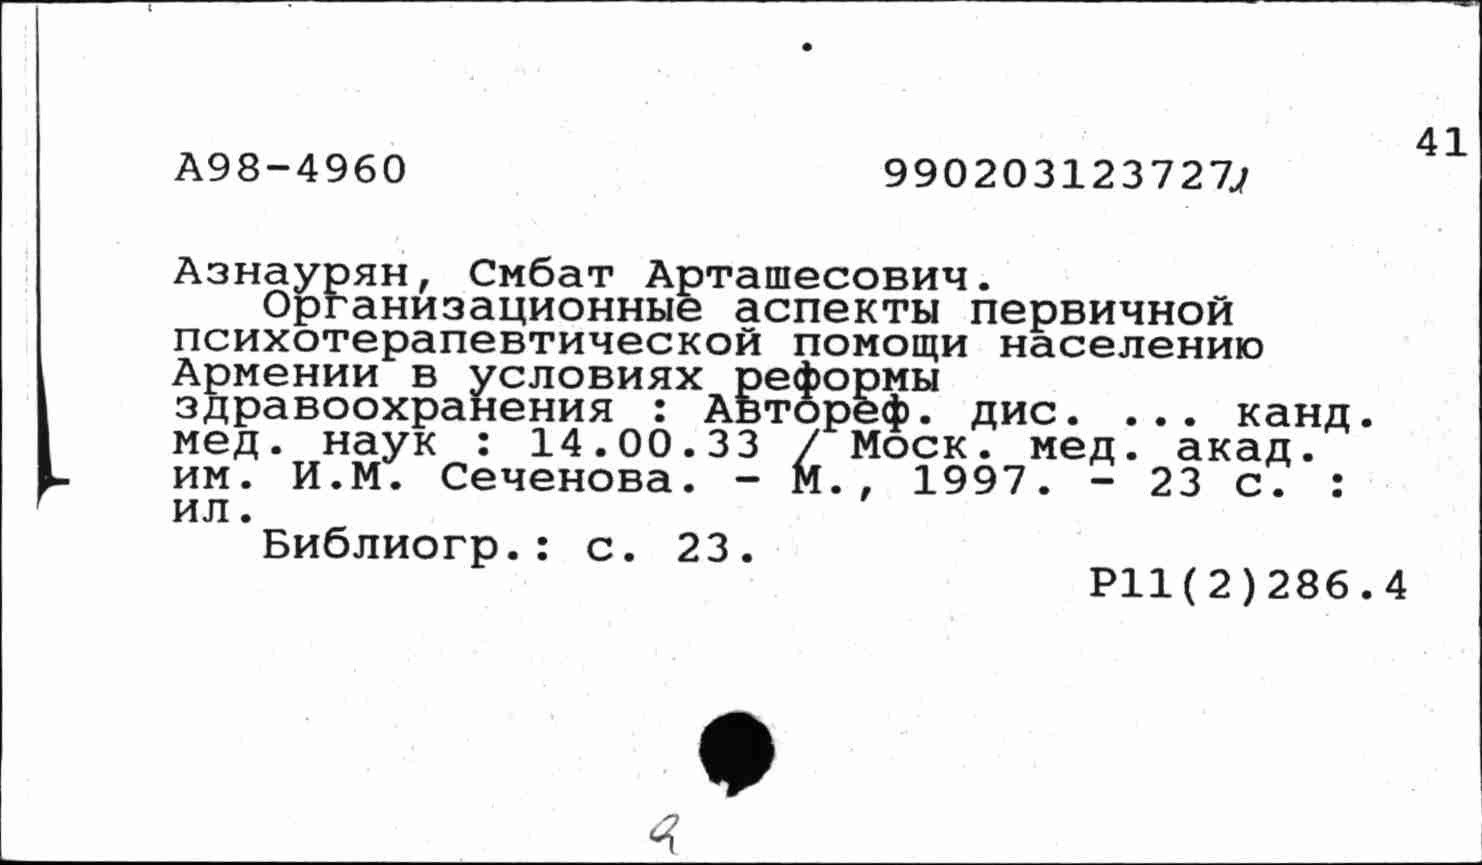 41
А98-4960 990203123727
Азнаурян, Смбат Арташесович.
Организационные аспекты первичной
психотерапевтической помощи населению
Армении в условиях реформы
здравоохранения : Автореф. дис. ... канд.
мед. наук : 14.00.33 / Моск. мед. акад.
им. И.М. Сеченова. - М., 1997. - 23 с. :
ил.
Библиогр.: с. 23.
Р11(2)286.4